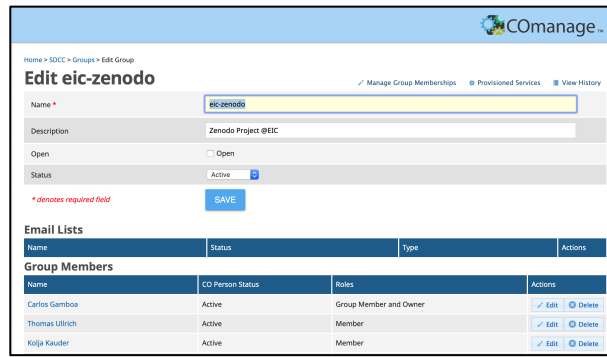 COmanage™
Home > SDCC > Groups > Edit Group
Edit eic-zenodo
Manage Group Memberships Provisioned Services View History
Name * eic-zenodo
Description Zenodo Project @EIC
Open Open
Status Active
* denotes required field SAVE
Email Lists
Name Status Type Actions
Group Members
Name CO Person Status Roles Actions
Carlos Gamboa Active Group Member and Owner Edit Delete
Thomas Ullrich Active Member Edit Delete
Kolja Kauder Active Member Edit Delete